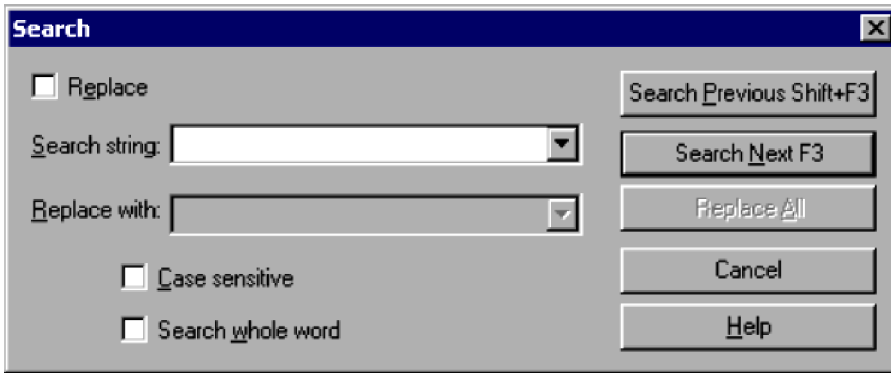 Search
Replace
Search Previous Shift+F3
Search string:
Search Next F3
Replace with:
Replace All
Case sensitive
Cancel
Search whole word
Help